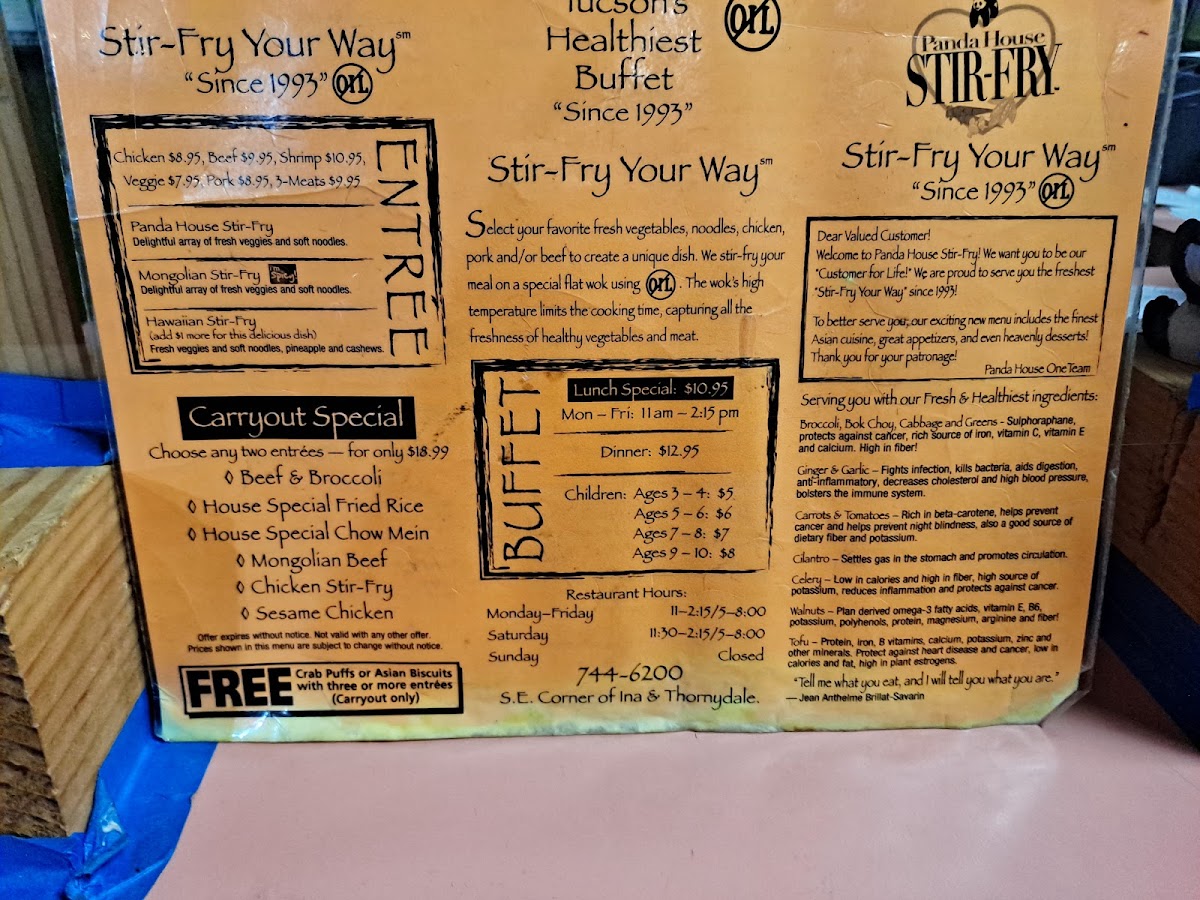 Stir-Fry Your Way℠
"Since 1993" ori.
ENTRÉE
Chicken $8.95, Beef $9.95, Shrimp $10.95,
Veggie $7.95, Pork $8.95, 3-Meats $9.95
Panda House Stir-Fry
Delightful array of fresh veggies and soft noodles.
Mongolian Stir-Fry
Delightful array of fresh veggies and soft noodles.
Hawaiian Stir-Fry
(add $1 more for this delicious dish)
Fresh veggies and soft noodles, pineapple and cashews.
Carryout Special
Choose any two entrées — for only $18.99
◊ Beef & Broccoli
◊ House Special Fried Rice
◊ House Special Chow Mein
◊ Mongolian Beef
◊ Chicken Stir-Fry
◊ Sesame Chicken
Offer expires without notice. Not valid with any other offer.
Prices shown in this menu are subject to change without notice.
FREE Crab Puffs or Asian Biscuits
with three or more entrées
(Carryout only)
Tucson's
Healthiest
Buffet
ori.
"Since 1993"
Stir-Fry Your Way℠
Select your favorite fresh vegetables, noodles, chicken,
pork and/or beef to create a unique dish. We stir-fry your
meal on a special flat wok using ori. . The wok's high
temperature limits the cooking time, capturing all the
freshness of healthy vegetables and meat.
BUFFET
Lunch Special: $10.95
Mon – Fri: 11am – 2:15 pm
Dinner: $12.95
Children: Ages 3 – 4: $5
Ages 5 – 6: $6
Ages 7 – 8: $7
Ages 9 – 10: $8
Restaurant Hours:
Monday–Friday 11–2:15/5–8:00
Saturday 11:30–2:15/5–8:00
Sunday Closed
744-6200
S.E. Corner of Ina & Thornydale.
Panda House
STIR-FRY
Stir-Fry Your Way℠
"Since 1993" ori.
Dear Valued Customer!
Welcome to Panda House Stir-Fry! We want you to be our
"Customer for Life!" We are proud to serve you the freshest
"Stir-Fry Your Way" since 1993!
To better serve you, our exciting new menu includes the finest
Asian cuisine, great appetizers, and even heavenly desserts!
Thank you for your patronage!
Panda House One Team
Serving you with our Fresh & Healthiest ingredients:
Broccoli, Bok Choy, Cabbage and Greens - Sulphoraphane,
protects against cancer, rich source of iron, vitamin C, vitamin E
and calcium. High in fiber!
Ginger & Garlic – Fights infection, kills bacteria, aids digestion,
anti-inflammatory, decreases cholesterol and high blood pressure,
bolsters the immune system.
Carrots & Tomatoes – Rich in beta-carotene, helps prevent
cancer and helps prevent night blindness, also a good source of
dietary fiber and potassium.
Cilantro – Settles gas in the stomach and promotes circulation.
Celery – Low in calories and high in fiber, high source of
potassium, reduces inflammation and protects against cancer.
Walnuts – Plan derived omega-3 fatty acids, vitamin E, B6,
potassium, polyphenols, protein, magnesium, arginine and fiber!
Tofu – Protein, iron, B vitamins, calcium, potassium, zinc and
other minerals. Protect against heart disease and cancer, low in
calories and fat, high in plant estrogens.
"Tell me what you eat, and I will tell you what you are."
— Jean Anthelme Brillat-Savarin